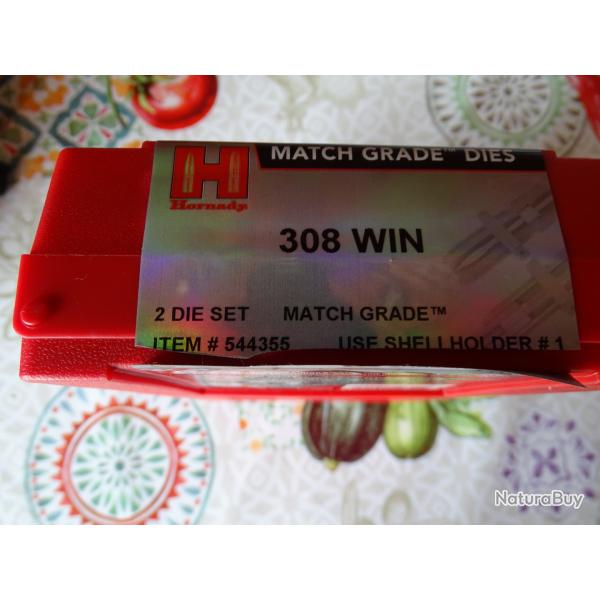 MATCH GRADE™ DIES
H
Hornady
308 WIN
2 DIE SET MATCH GRADE™
ITEM # 544355 USE SHELLHOLDER # 1
NaturaBuy